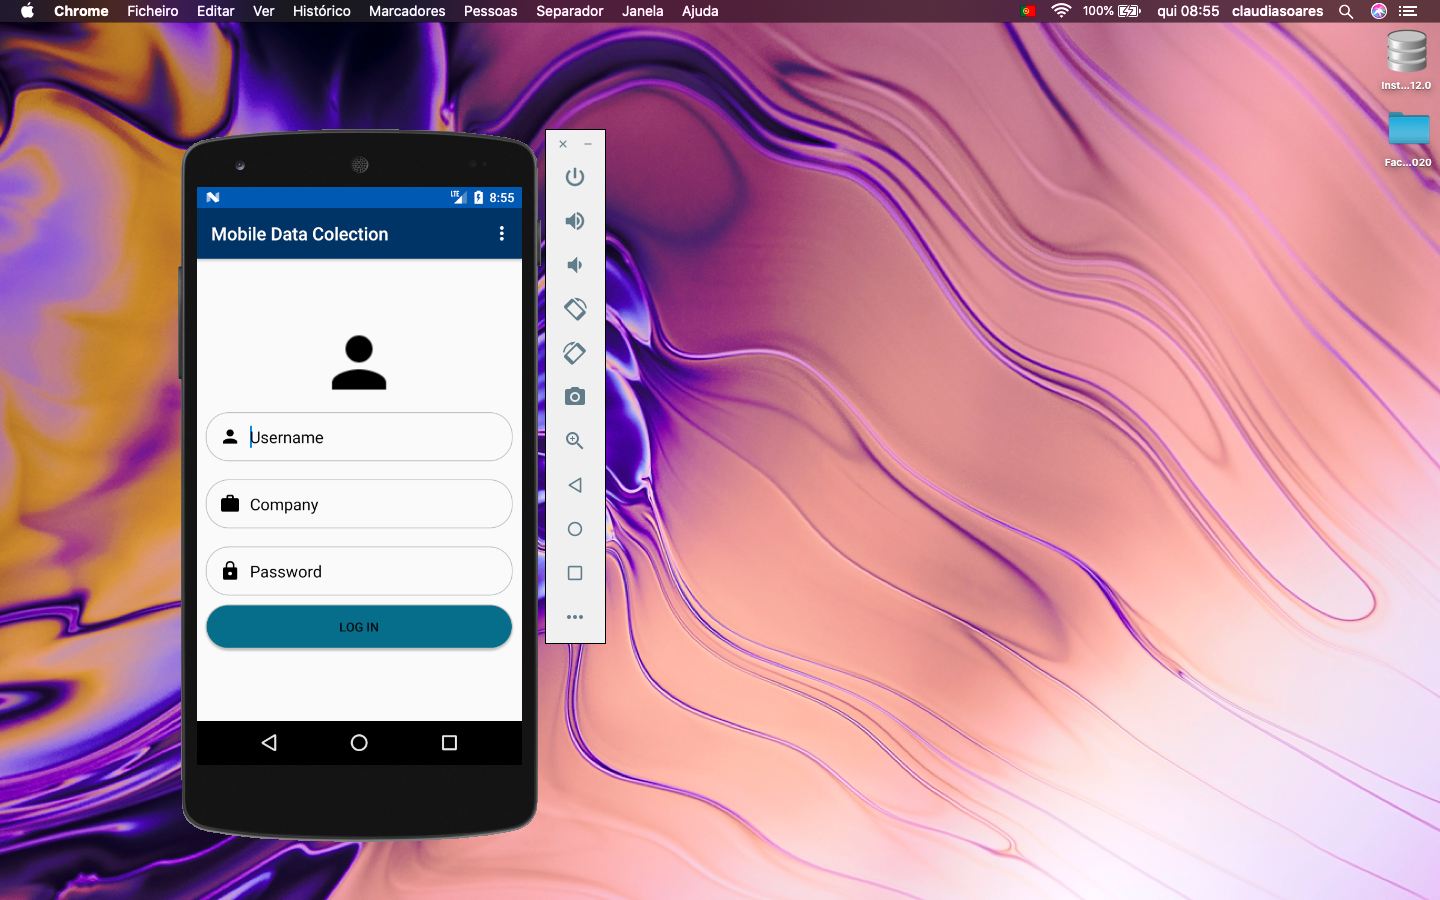 Chrome Ficheiro Editar Ver Histórico Marcadores Pessoas Separador Janela Ajuda 100% qui 08:55 claudiasoares
Inst...12.0
Fac...020
LTE 8:55
Mobile Data Colection
Username
Company
Password
LOG IN